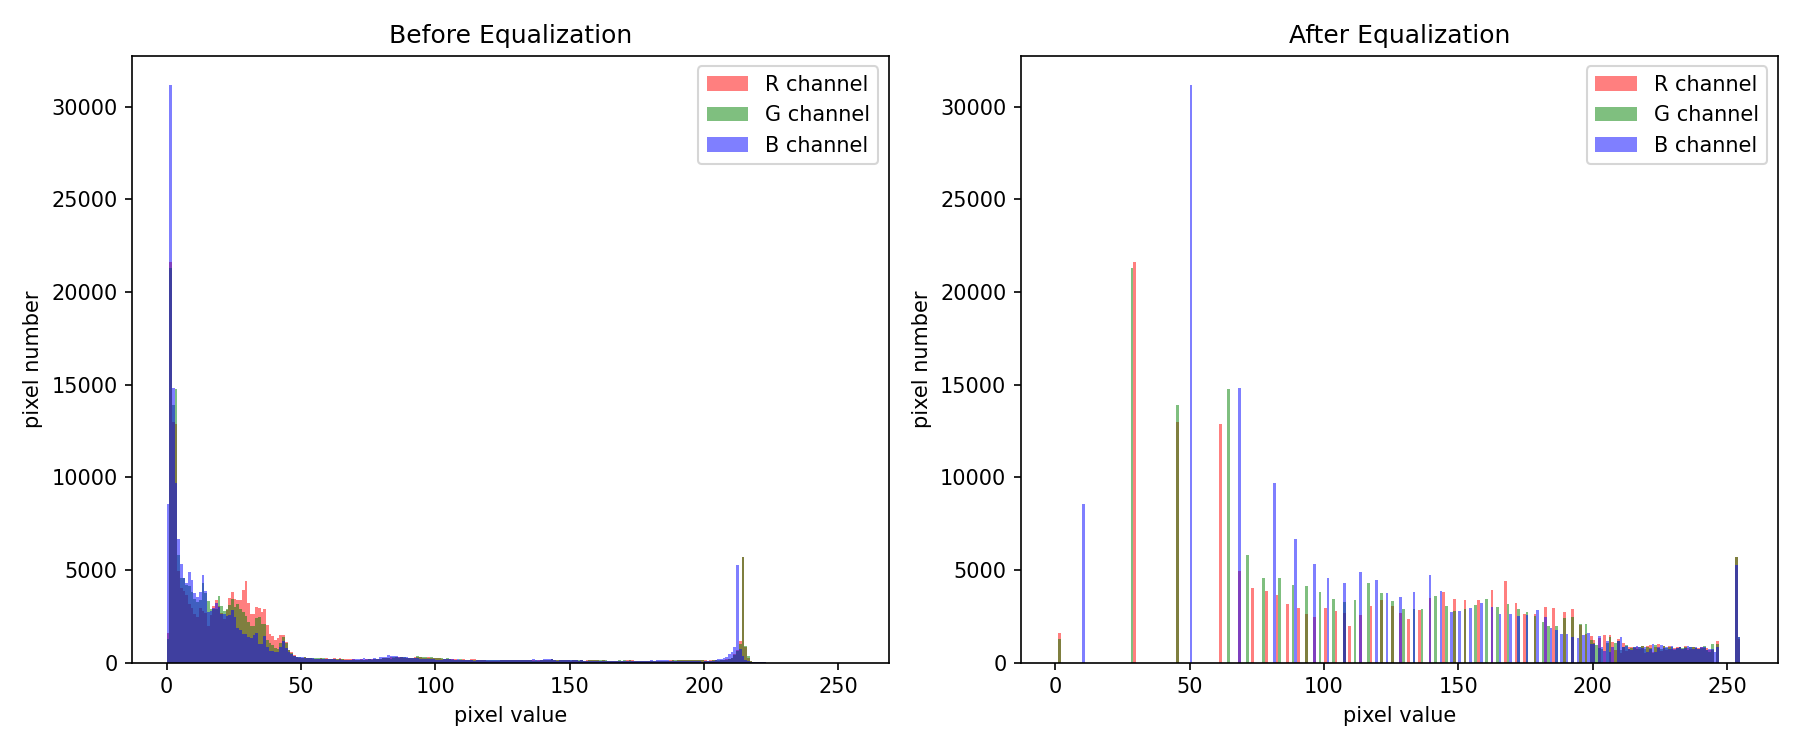 Before Equalization
R channel
G channel
B channel
30000
25000
20000
15000
10000
5000
0
pixel number
0 50 100 150 200 250
pixel value
After Equalization
R channel
G channel
B channel
30000
25000
20000
15000
10000
5000
0
pixel number
0 50 100 150 200 250
pixel value